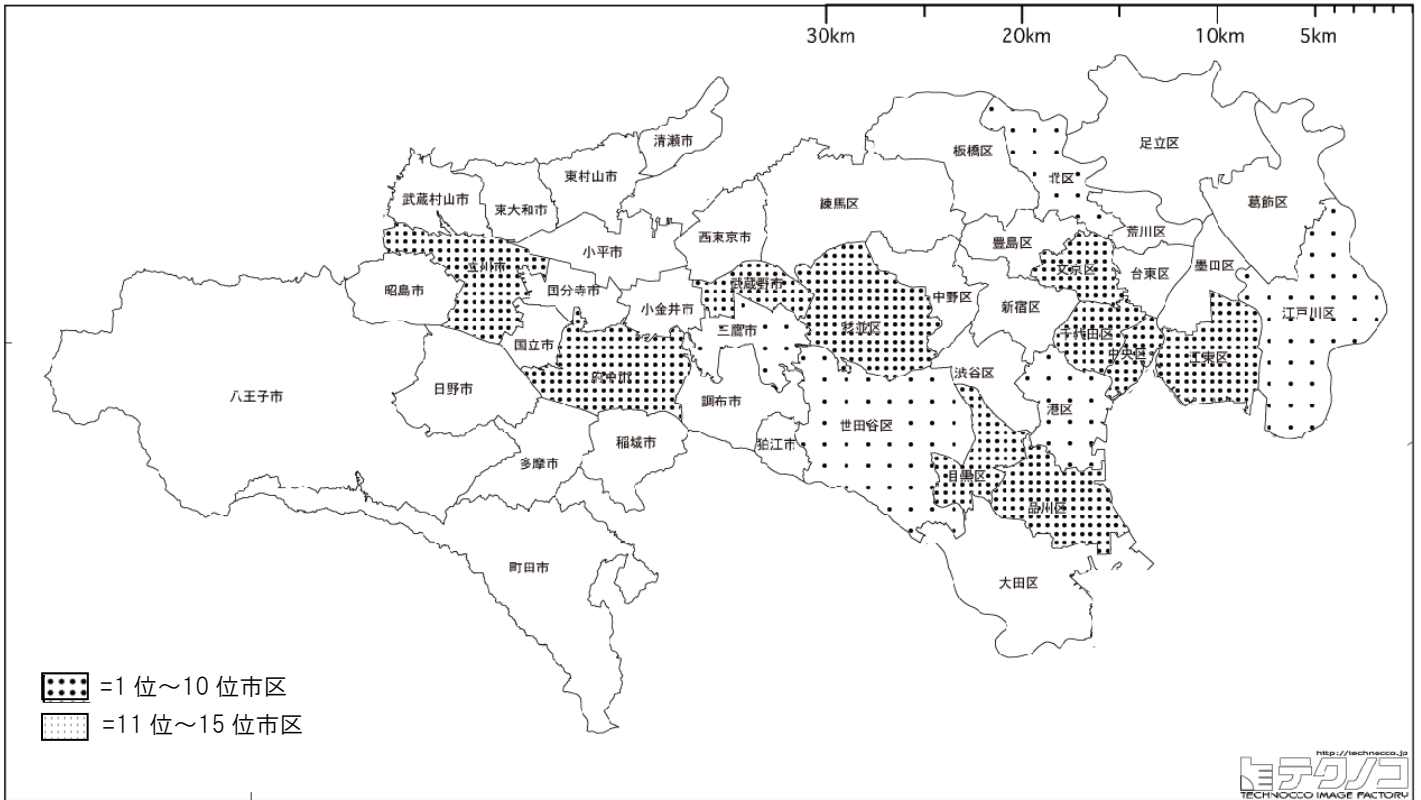 30km 20km 10km 5km
清瀬市
東村山市
武蔵村山市
東大和市
小平市
西東京市
練馬区
板橋区
北区
足立区
葛飾区
豊島区
荒川区
文京区
台東区
墨田区
立川市
昭島市
国分寺市
小金井市
武蔵野市
三鷹市
杉並区
中野区
新宿区
千代田区
中央区
江東区
江戸川区
国立市
府中市
八王子市
日野市
調布市
狛江市
世田谷区
渋谷区
港区
稲城市
多摩市
目黒区
品川区
町田市
大田区
=1位～10位市区
=11位～15位市区
http://technocco.jp
テクノコ
TECHNOCCO IMAGE FACTORY